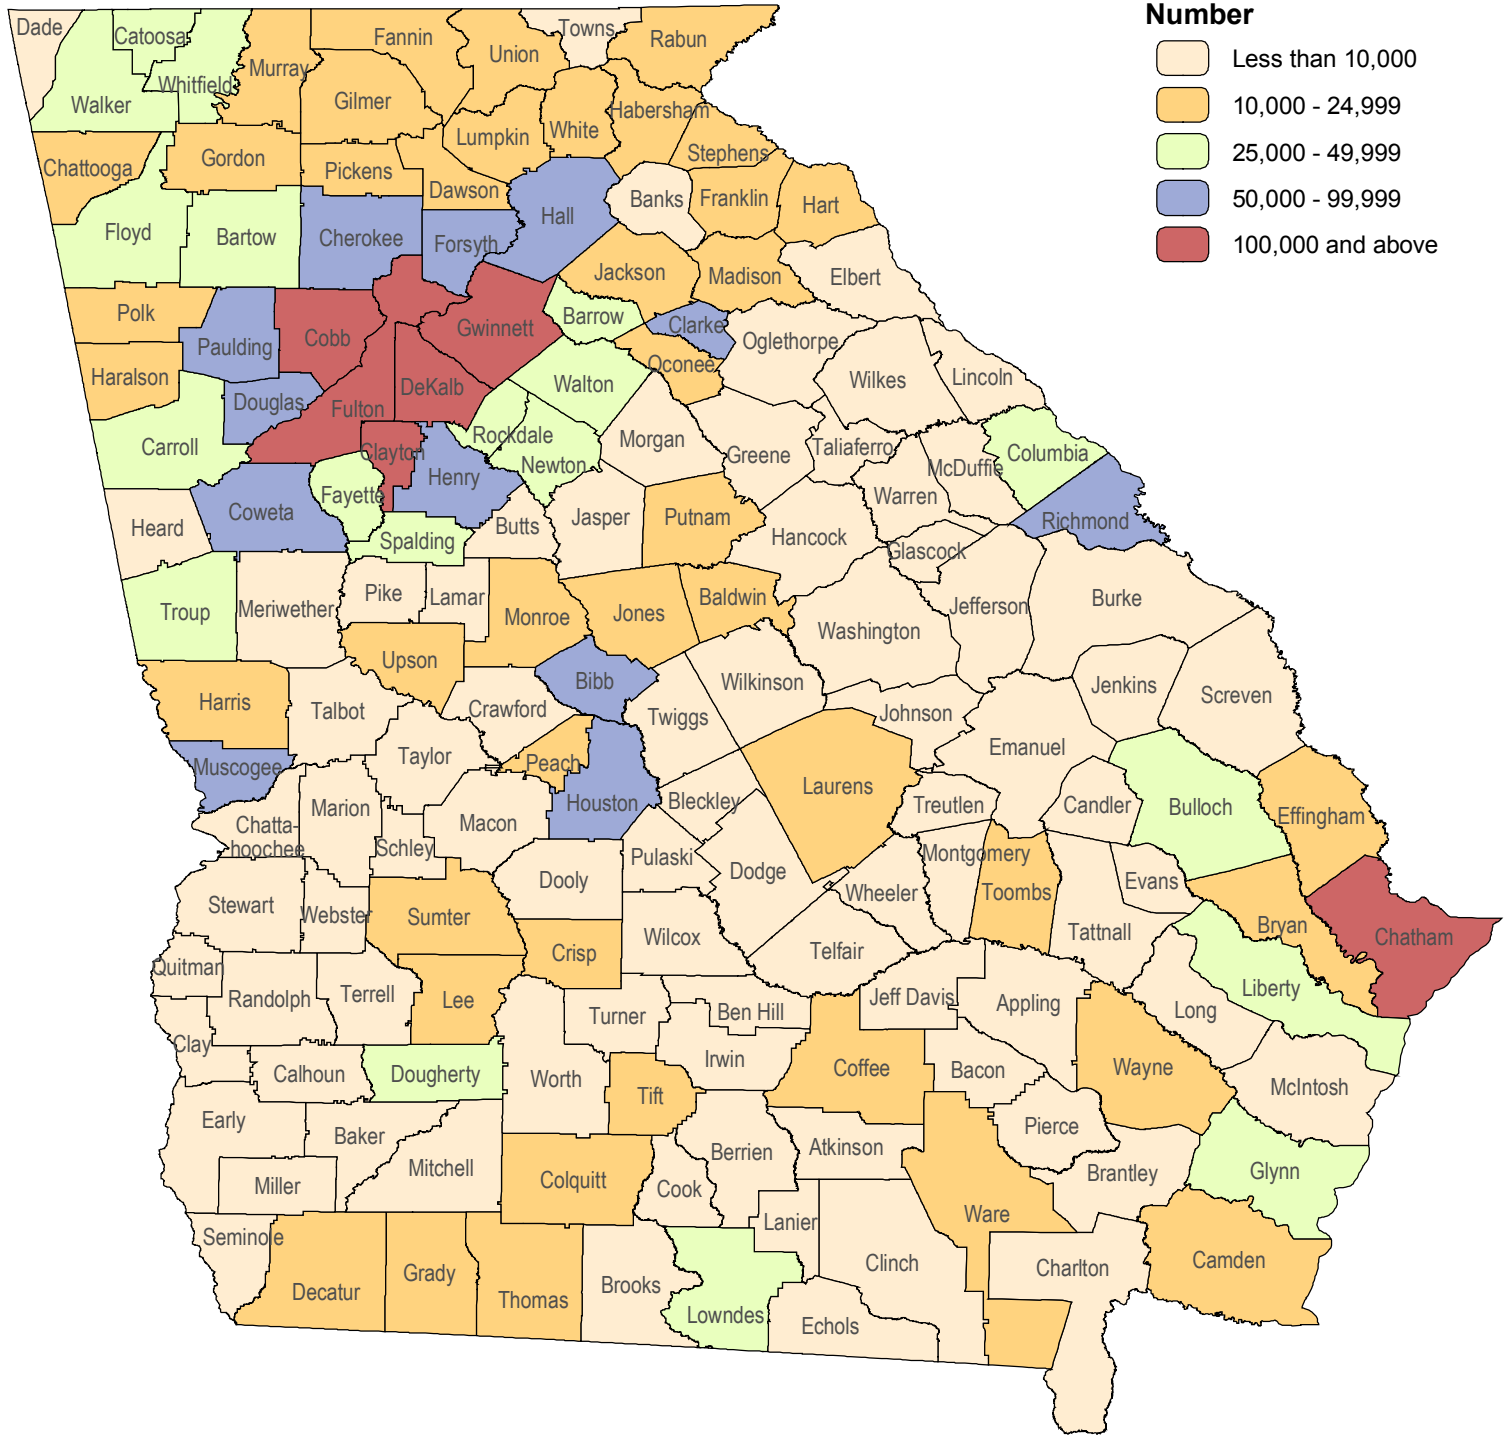 Number
Less than 10,000
10,000 - 24,999
25,000 - 49,999
50,000 - 99,999
100,000 and above
Dade
Catoosa
Fannin
Towns
Union
Rabun
Murray
Whitfield
Walker
Gilmer
Habersham
Lumpkin
White
Stephens
Chattooga
Gordon
Pickens
Dawson
Banks
Franklin
Hart
Hall
Floyd
Bartow
Cherokee
Forsyth
Jackson
Madison
Elbert
Polk
Cobb
Gwinnett
Barrow
Clarke
Oglethorpe
Paulding
Oconee
Haralson
DeKalb
Walton
Wilkes
Lincoln
Douglas
Fulton
Carroll
Clayton
Rockdale
Morgan
Greene
Taliaferro
Columbia
Newton
McDuffie
Henry
Fayette
Warren
Heard
Coweta
Butts
Jasper
Putnam
Richmond
Spalding
Hancock
Glascock
Troup
Meriwether
Pike
Lamar
Monroe
Jones
Baldwin
Jefferson
Burke
Washington
Upson
Bibb
Wilkinson
Jenkins
Screven
Harris
Talbot
Crawford
Twiggs
Johnson
Taylor
Emanuel
Muscogee
Peach
Laurens
Marion
Houston
Bleckley
Treutlen
Candler
Bulloch
Effingham
Chatta-
hoochee
Macon
Schley
Pulaski
Montgomery
Dodge
Dooly
Wheeler
Toombs
Evans
Stewart
Webster
Sumter
Wilcox
Tattnall
Bryan
Chatham
Crisp
Telfair
Quitman
Randolph
Terrell
Lee
Turner
Ben Hill
Jeff Davis
Appling
Long
Liberty
Clay
Calhoun
Dougherty
Worth
Irwin
Coffee
Bacon
Wayne
McIntosh
Tift
Early
Baker
Mitchell
Berrien
Atkinson
Pierce
Miller
Colquitt
Cook
Brantley
Glynn
Seminole
Lanier
Ware
Decatur
Grady
Thomas
Brooks
Clinch
Charlton
Camden
Lowndes
Echols